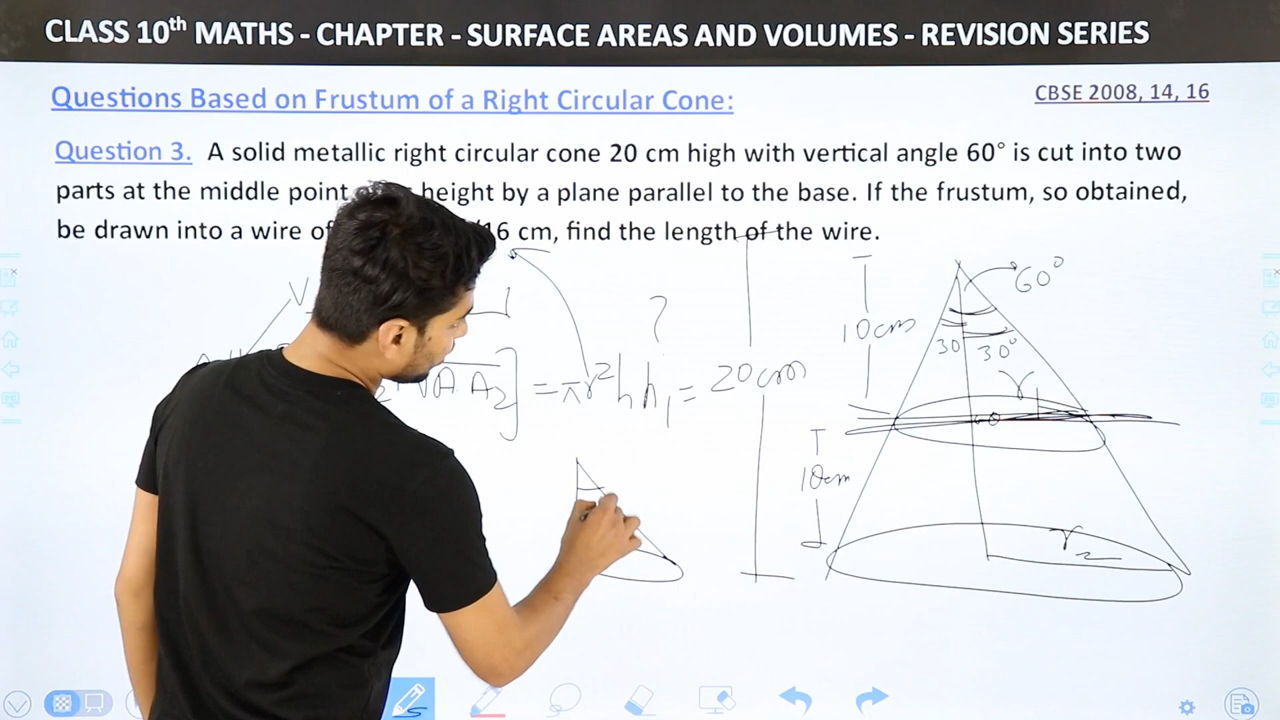 CLASS 10th MATHS - CHAPTER - SURFACE AREAS AND VOLUMES - REVISION SERIES
Questions Based on Frustum of a Right Circular Cone:
CBSE 2008, 14, 16
Question 3. A solid metallic right circular cone 20 cm high with vertical angle 60° is cut into two
parts at the middle point height by a plane parallel to the base. If the frustum, so obtained,
be drawn into a wire of 16 cm, find the length of the wire.
V
60°
?
10cm
30 30°
A A2] = πr²h h1 = 20cm
r1
60
10cm
r2